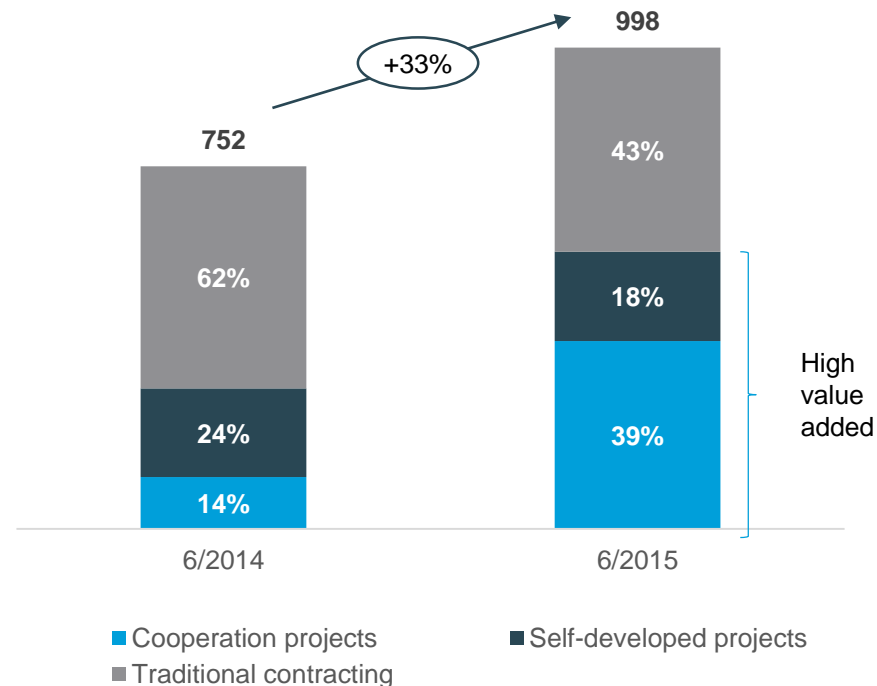 998
+33%
752
43%
62%
18%
High
value
added
24%
39%
14%
6/2014
6/2015
Cooperation projects
Self-developed projects
Traditional contracting